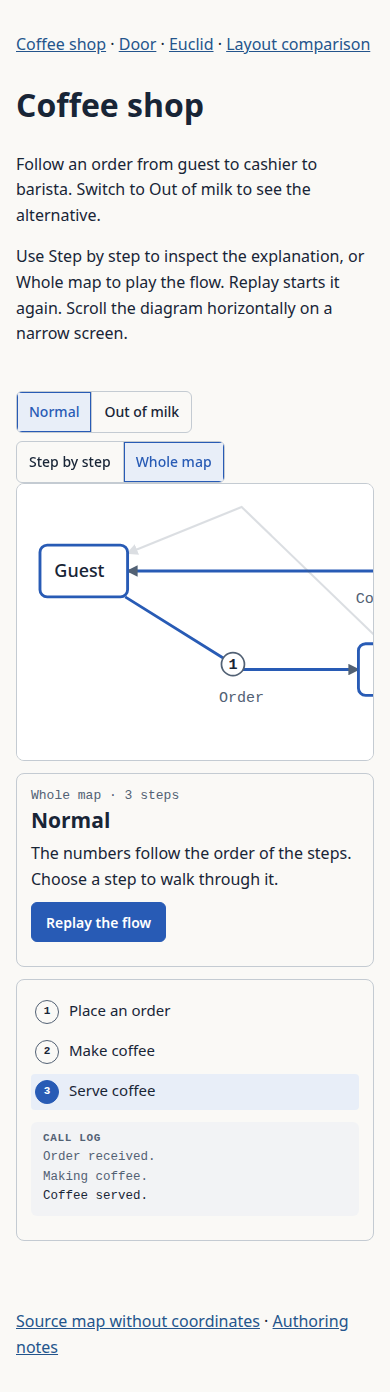 Coffee shop · Door · Euclid · Layout comparison
Coffee shop
Follow an order from guest to cashier to
barista. Switch to Out of milk to see the
alternative.
Use Step by step to inspect the explanation, or
Whole map to play the flow. Replay starts it
again. Scroll the diagram horizontally on a
narrow screen.
Normal Out of milk
Step by step Whole map
Guest
Co
1
Order
Whole map · 3 steps
Normal
The numbers follow the order of the steps.
Choose a step to walk through it.
Replay the flow
1 Place an order
2 Make coffee
3 Serve coffee
CALL LOG
Order received.
Making coffee.
Coffee served.
Source map without coordinates · Authoring
notes